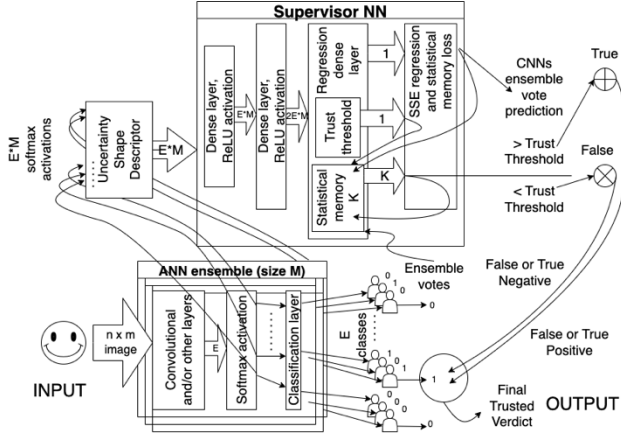 Supervisor NN
Dense layer,
ReLU activation
E*M
Dense layer,
ReLU activation
2E*M
Regression
dense layer
Trust
threshold
Statistical
memory
K
1
1
K
SSE regression
and statistical
memory loss
CNNs
ensemble
vote
prediction
True
> Trust
Threshold
False
< Trust
Threshold
E*M
softmax
activations
Uncertainty
Shape
Descriptor
E*M
Ensemble
votes
ANN ensemble (size M)
INPUT
n x m
image
Convolutional
and/or other layers
E
Softmax activation
Classification layer
0
1
0
0
E
classes
0
1
0
1
0
0
0
0
False or True
Negative
False or True
Positive
Final
Trusted
Verdict
OUTPUT